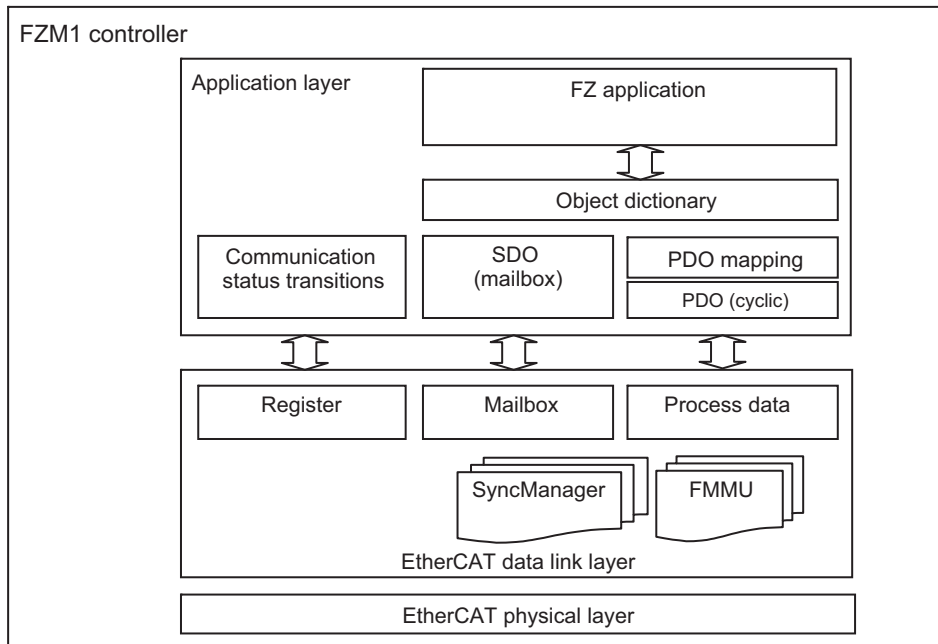 FZM1 controller
Application layer
FZ application
Object dictionary
Communication
status transitions
SDO
(mailbox)
PDO mapping
PDO (cyclic)
Register
Mailbox
Process data
SyncManager
FMMU
EtherCAT data link layer
EtherCAT physical layer